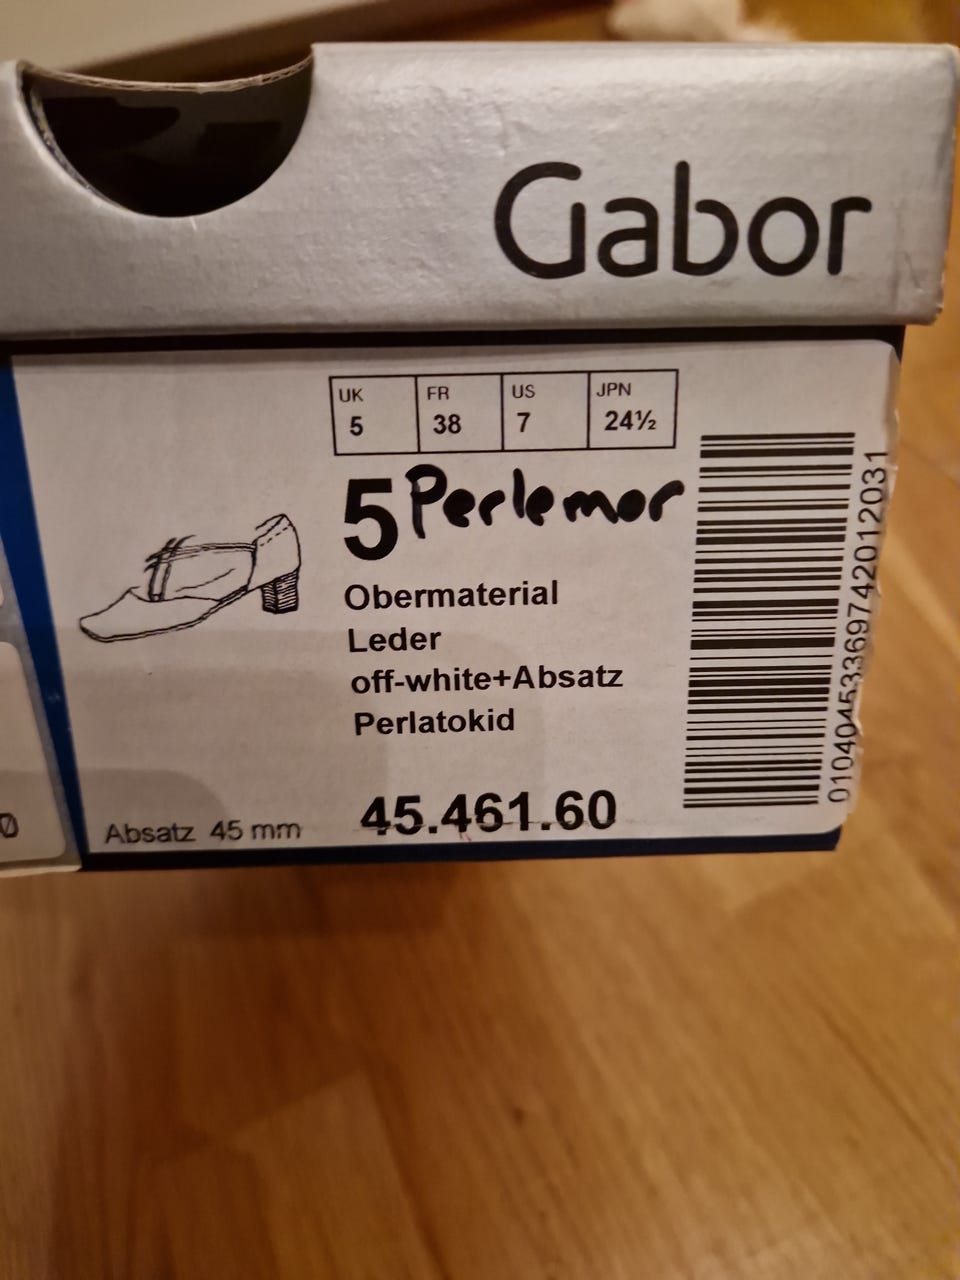 Gabor
UK FR US JPN
5 38 7 24½
5 Perlemor
Obermaterial
Leder
off-white+Absatz
Perlatokid
45.461.60
Absatz 45 mm